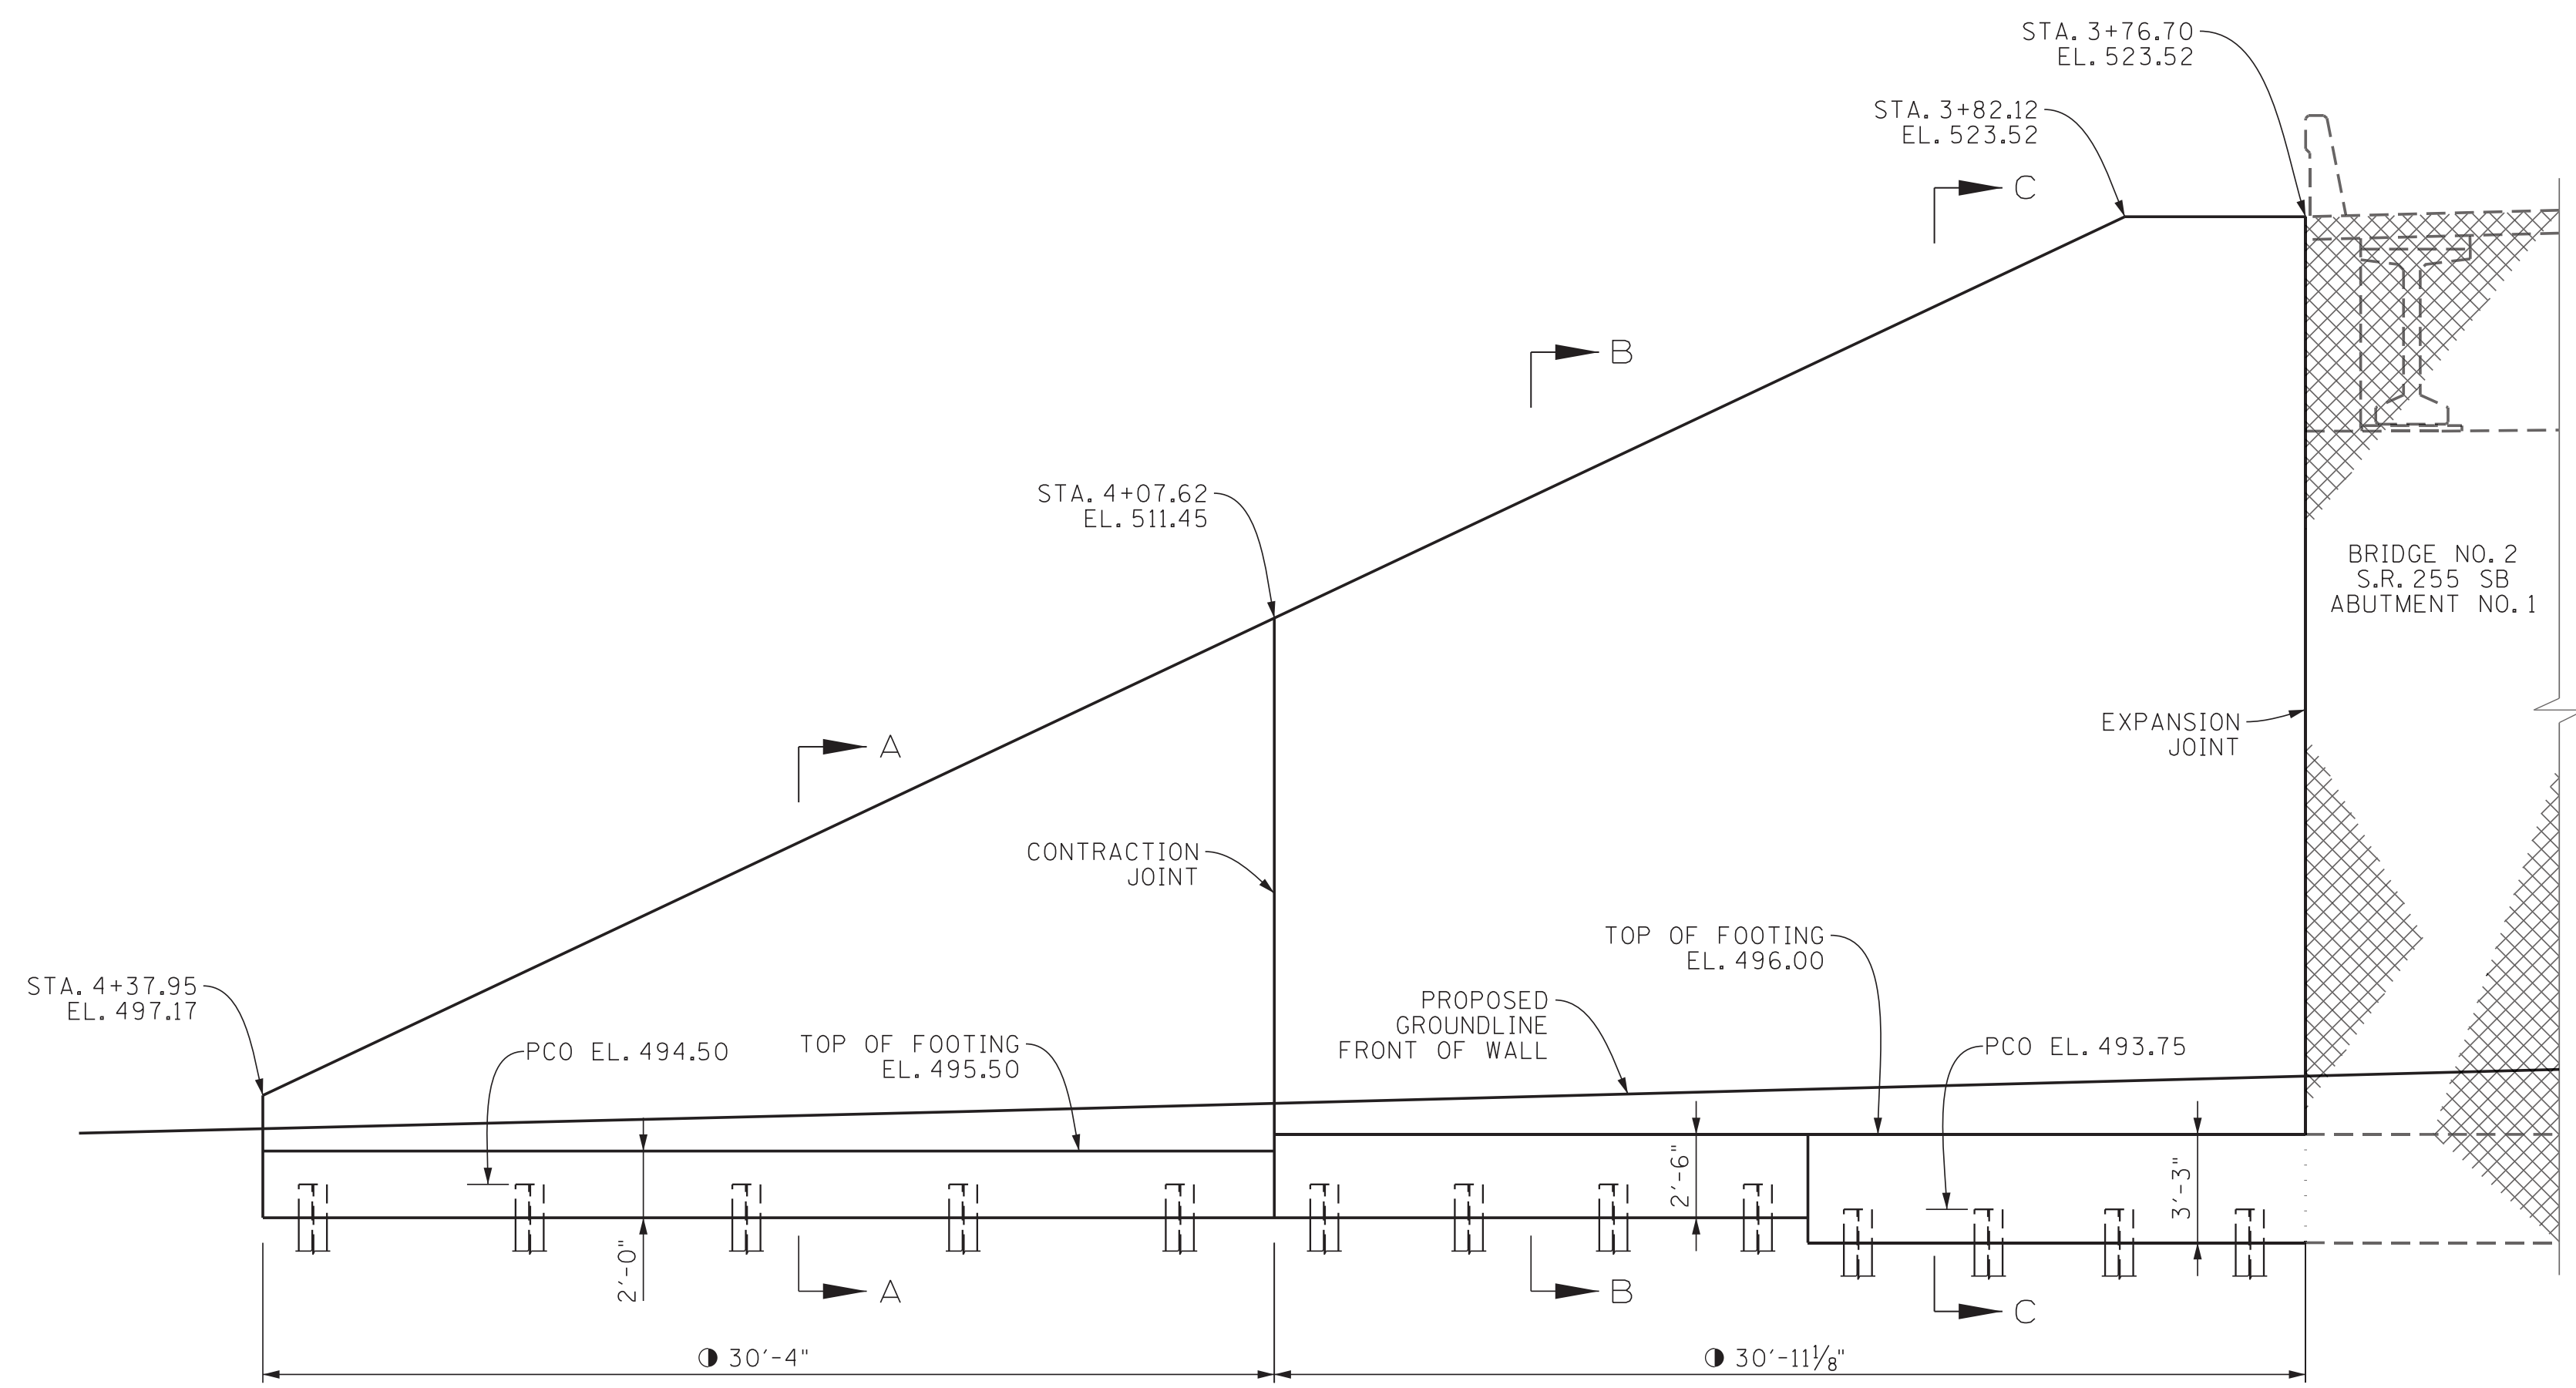 STA. 3+76.70
EL. 523.52
STA. 3+82.12
EL. 523.52
C
B
STA. 4+07.62
EL. 511.45
BRIDGE NO. 2
S.R. 255 SB
ABUTMENT NO. 1
EXPANSION
JOINT
A
CONTRACTION
JOINT
TOP OF FOOTING
EL. 496.00
STA. 4+37.95
EL. 497.17
PROPOSED
GROUNDLINE
FRONT OF WALL
PCO EL. 494.50
TOP OF FOOTING
EL. 495.50
PCO EL. 493.75
2'-6"
3'-3"
2'-0"
A
B
C
30'-4"
30'-11⅛"